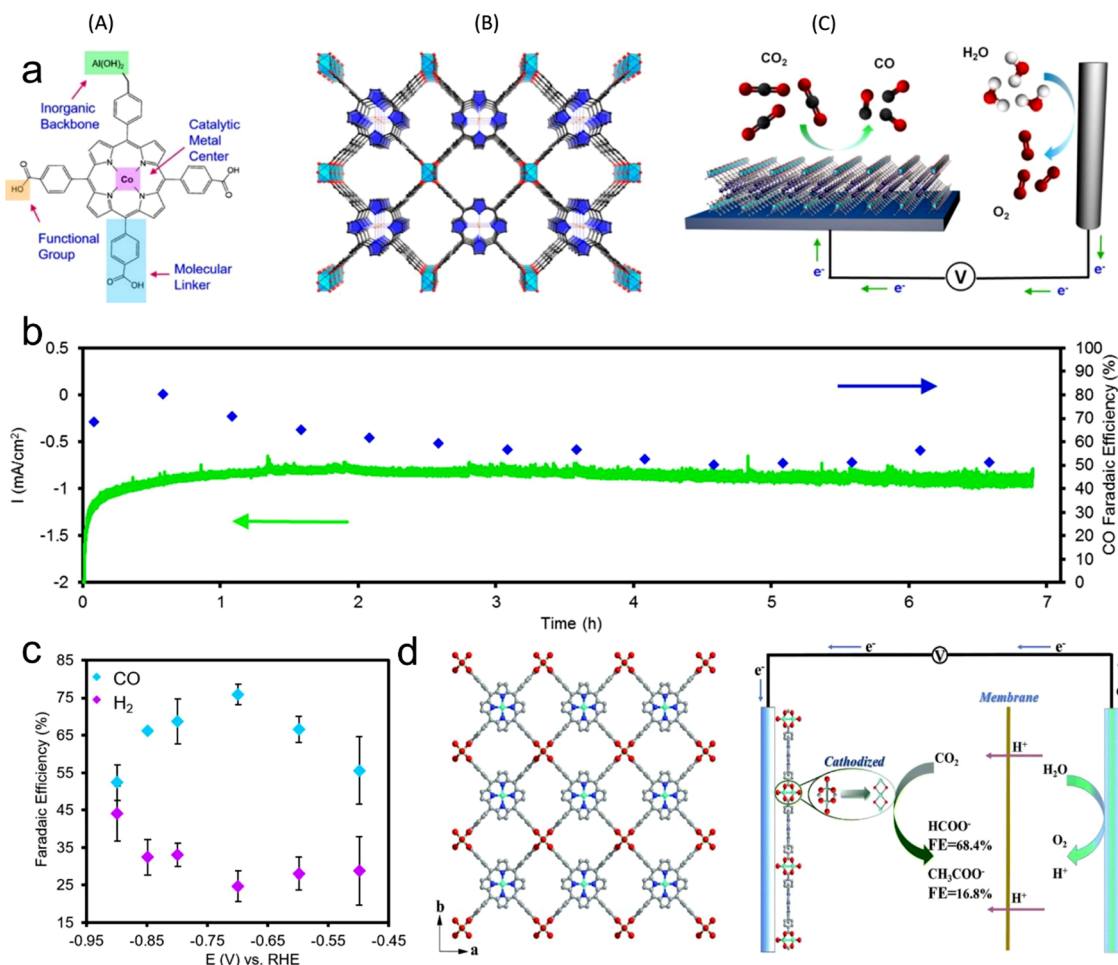 (A)
(B)
(C)
a
Al(OH)2
Inorganic
Backbone
Catalytic
Metal
Center
N
N
N
N
Co
O
HO
O
OH
Functional
Group
O
OH
Molecular
Linker
CO2
CO
H2O
O2
e-
e-
V
e-
e-
b
0.5
0
-0.5
-1
-1.5
-2
I (mA/cm2)
100
90
80
70
60
50
40
30
20
10
0
CO Faradaic Efficiency (%)
0
1
2
3
4
5
6
7
Time (h)
c
CO
H2
85
75
65
55
45
35
25
15
Faradaic Efficiency (%)
-0.95
-0.85
-0.75
-0.65
-0.55
-0.45
E (V) vs. RHE
d
b
a
e-
V
e-
e-
Membrane
Cathodized
CO2
H+
H2O
HCOO-
FE=68.4%
CH3COO-
FE=16.8%
O2
H+
H+